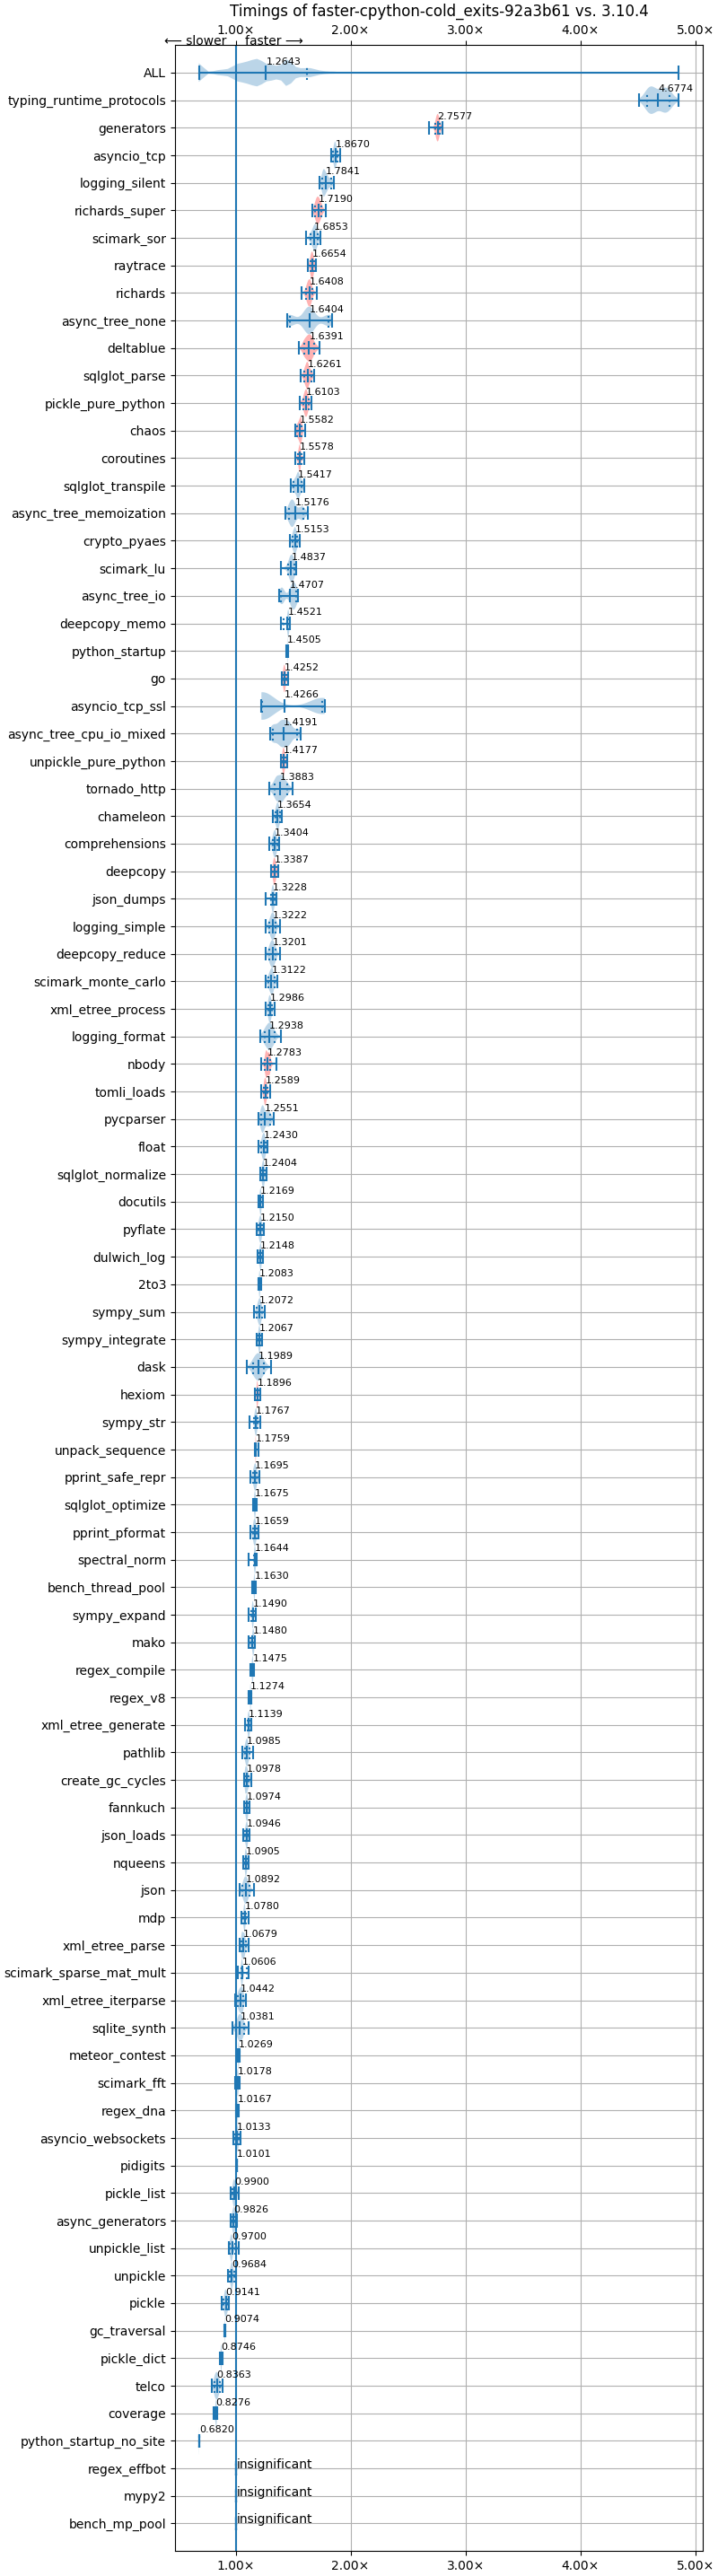 Timings of faster-cpython-cold_exits-92a3b61 vs. 3.10.4
1.00× 2.00× 3.00× 4.00× 5.00×
⟵ slower faster ⟶
ALL 1.2643
typing_runtime_protocols 4.6774
generators 2.7577
asyncio_tcp 1.8670
logging_silent 1.7841
richards_super 1.7190
scimark_sor 1.6853
raytrace 1.6654
richards 1.6408
async_tree_none 1.6404
deltablue 1.6391
sqlglot_parse 1.6261
pickle_pure_python 1.6103
chaos 1.5582
coroutines 1.5578
sqlglot_transpile 1.5417
async_tree_memoization 1.5176
crypto_pyaes 1.5153
scimark_lu 1.4837
async_tree_io 1.4707
deepcopy_memo 1.4521
python_startup 1.4505
go 1.4252
asyncio_tcp_ssl 1.4266
async_tree_cpu_io_mixed 1.4191
unpickle_pure_python 1.4177
tornado_http 1.3883
chameleon 1.3654
comprehensions 1.3404
deepcopy 1.3387
json_dumps 1.3228
logging_simple 1.3222
deepcopy_reduce 1.3201
scimark_monte_carlo 1.3122
xml_etree_process 1.2986
logging_format 1.2938
nbody 1.2783
tomli_loads 1.2589
pycparser 1.2551
float 1.2430
sqlglot_normalize 1.2404
docutils 1.2169
pyflate 1.2150
dulwich_log 1.2148
2to3 1.2083
sympy_sum 1.2072
sympy_integrate 1.2067
dask 1.1989
hexiom 1.1896
sympy_str 1.1767
unpack_sequence 1.1759
pprint_safe_repr 1.1695
sqlglot_optimize 1.1675
pprint_pformat 1.1659
spectral_norm 1.1644
bench_thread_pool 1.1630
sympy_expand 1.1490
mako 1.1480
regex_compile 1.1475
regex_v8 1.1274
xml_etree_generate 1.1139
pathlib 1.0985
create_gc_cycles 1.0978
fannkuch 1.0974
json_loads 1.0946
nqueens 1.0905
json 1.0892
mdp 1.0780
xml_etree_parse 1.0679
scimark_sparse_mat_mult 1.0606
xml_etree_iterparse 1.0442
sqlite_synth 1.0381
meteor_contest 1.0269
scimark_fft 1.0178
regex_dna 1.0167
asyncio_websockets 1.0133
pidigits 1.0101
pickle_list 0.9900
async_generators 0.9826
unpickle_list 0.9700
unpickle 0.9684
pickle 0.9141
gc_traversal 0.9074
pickle_dict 0.8746
telco 0.8363
coverage 0.8276
python_startup_no_site 0.6820
regex_effbot insignificant
mypy2 insignificant
bench_mp_pool insignificant
1.00× 2.00× 3.00× 4.00× 5.00×